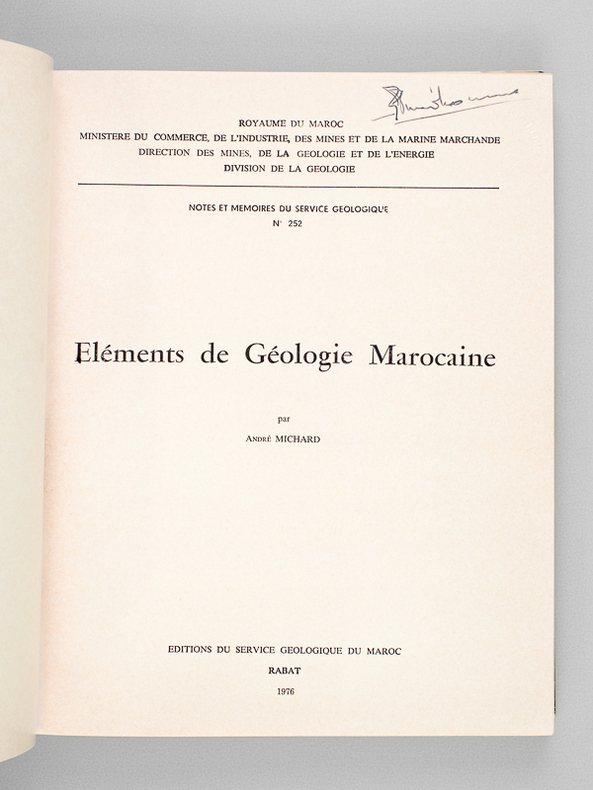 ROYAUME DU MAROC
MINISTERE DU COMMERCE, DE L'INDUSTRIE, DES MINES ET DE LA MARINE MARCHANDE
DIRECTION DES MINES, DE LA GEOLOGIE ET DE L'ENERGIE
DIVISION DE LA GEOLOGIE
NOTES ET MEMOIRES DU SERVICE GEOLOGIQUE
N° 252
Eléments de Géologie Marocaine
par
ANDRÉ MICHARD
EDITIONS DU SERVICE GEOLOGIQUE DU MAROC
RABAT
1976